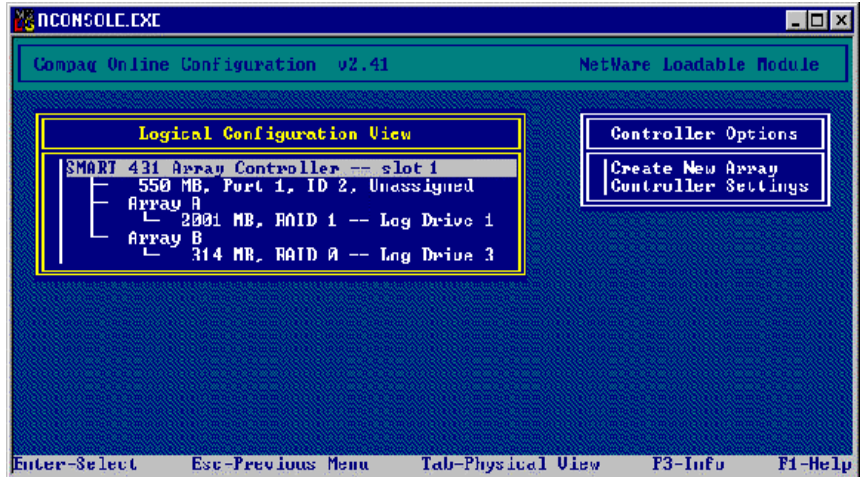 NCONSOLE.EXE
Compaq Online Configuration v2.41 NetWare Loadable Module
Logical Configuration View
SMART 431 Array Controller -- slot 1
550 MB, Port 1, ID 2, Unassigned
Array A
2001 MB, RAID 1 -- Log Drive 1
Array B
314 MB, RAID 0 -- Log Drive 3
Controller Options
Create New Array
Controller Settings
Enter-Select Esc-Previous Menu Tab-Physical View F3-Info F1-Help